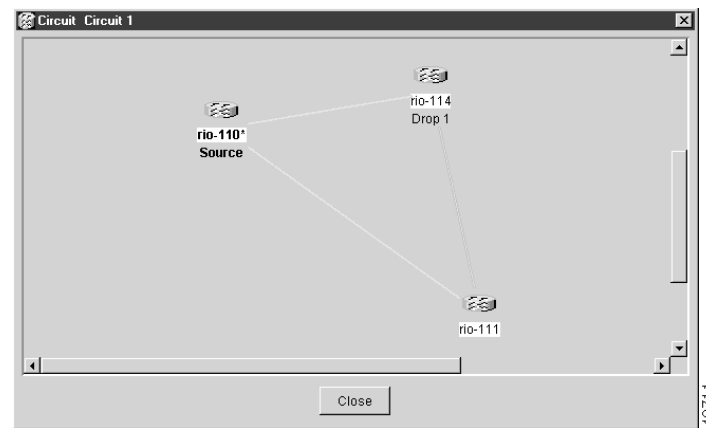 Circuit Circuit 1
rio-114
Drop 1
rio-110*
Source
rio-111
Close